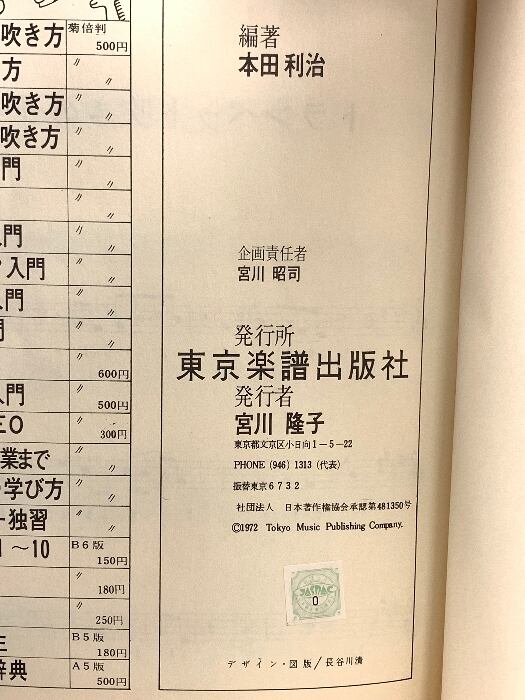 編著
本田利治
企画責任者
宮川 昭司
発行所
東京楽譜出版社
発行者
宮川 隆子
東京都文京区小日向1－5－22
PHONE (946) 1313 (代表)
振替東京6732
社団法人 日本著作権協会承認第481350号
©1972 Tokyo Music Publishing Company.
JASRAC
0
デザイン・図版/長谷川清
吹き方 菊倍判 500円
方 〃 〃
吹き方 〃 〃
吹き方 〃 〃
門 〃 〃
〃 〃
門 〃 〃
入門 〃 〃
入門 〃 〃
門 〃 〃
〃 600円
入門 〃 500円
EO 〃 300円
業まで 〃 〃
学び方 〃 〃
独習 〃 〃
～10 B6版 150円
〃 180円
〃 250円
B5版 180円
辞典 A5版 500円